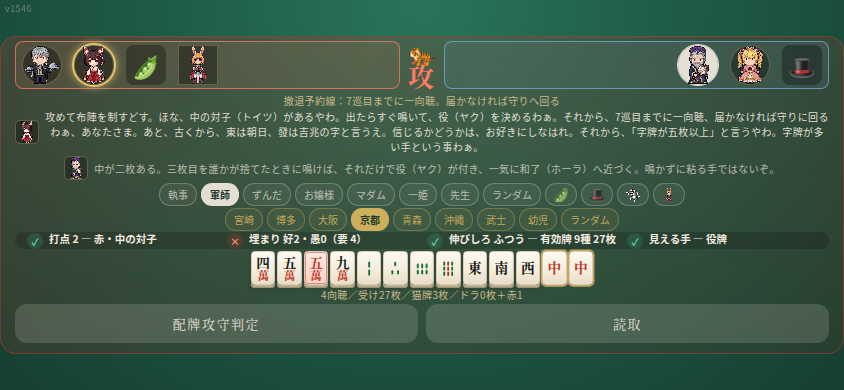 v1546
攻
撤退予約線：7巡目までに一向聴。届かなければ守りへ回る
攻めて布陣を制すどす。ほな、中の対子（トイツ）があるやわ。出たらすぐ鳴いて、役（ヤク）を決めるわぁ。それから、7巡目までに一向聴、届かなければ守りに回る
わぁ、あなたさま。あと、古くから、東は朝日、發は吉兆の字と言うえ。信じるかどうかは、お好きにしなはれ。それから、「字牌が五枚以上」と言うやわ。字牌が多
い手という事わぁ。
中が二枚ある。三枚目を誰かが捨てたときに鳴けば、それだけで役（ヤク）が付き、一気に和了（ホーラ）へ近づく。鳴かずに粘る手ではないぞ。
執事 軍師 ずんだ お嬢様 マダム 一姫 先生 ランダム
宮崎 博多 大阪 京都 青森 沖縄 武士 幼児 ランダム
✓ 打点 2 — 赤・中の対子 ✕ 埋まり 好2・愚0（要 4） ✓ 伸びしろ ふつう — 有効牌 9種 27枚 ✓ 見える手 — 役牌
四萬 五萬 五萬 九萬 東 南 西 中 中
4向聴／受け27枚／猫牌3枚／ドラ0枚＋赤1
配牌攻守判定 読取